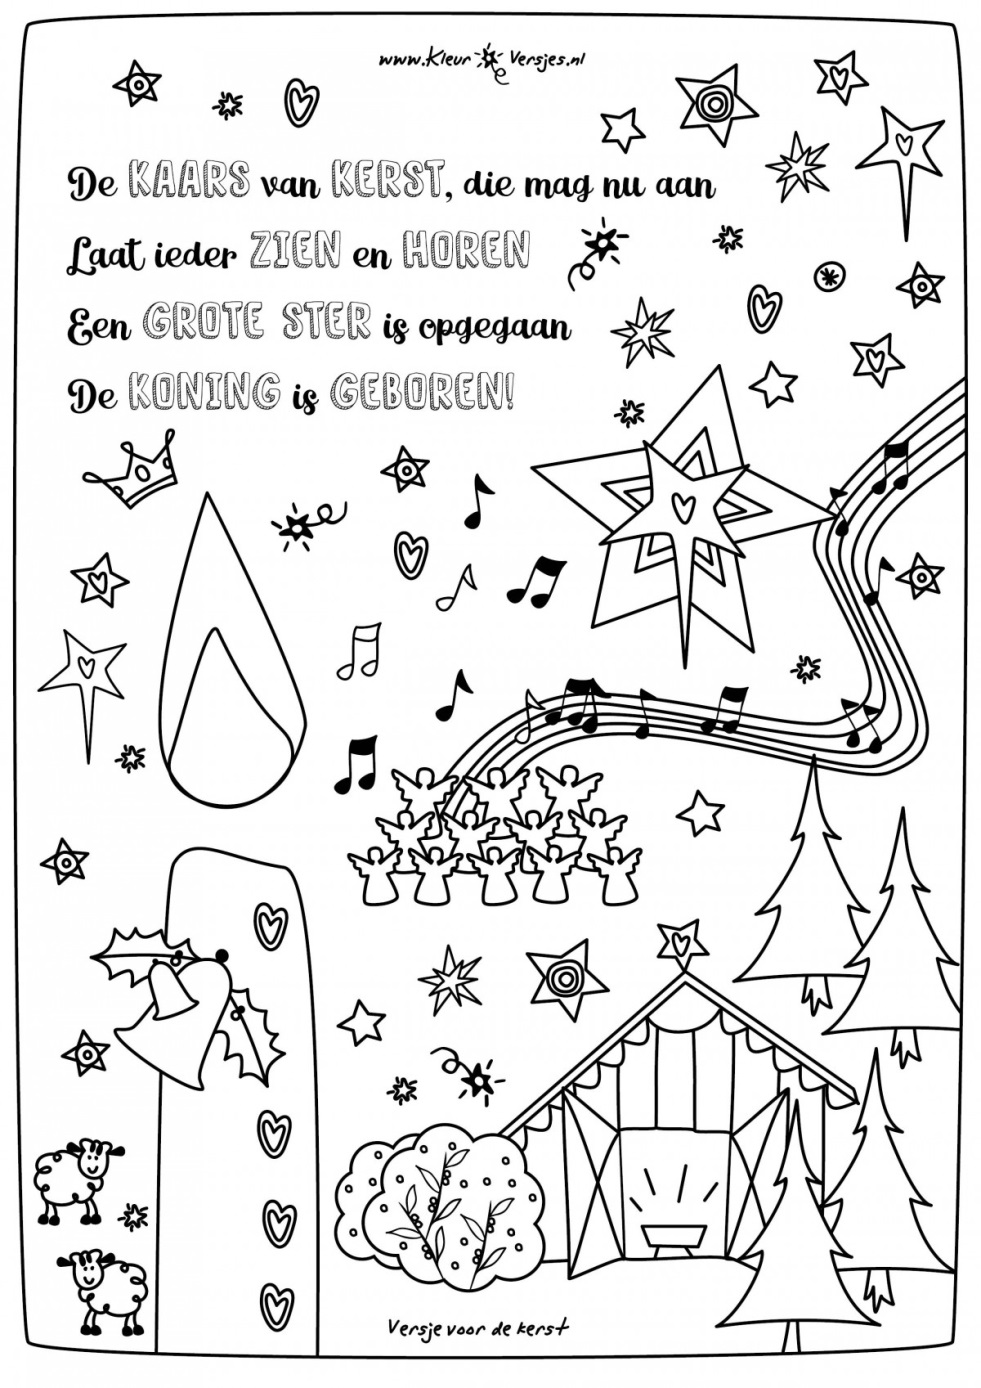 www.Kleur Versjes.nl
De KAARS van KERST, die mag nu aan
Laat ieder ZIEN en HOREN
Een GROTE STER is opgegaan
De KONING is GEBOREN!
Versje voor de kerst